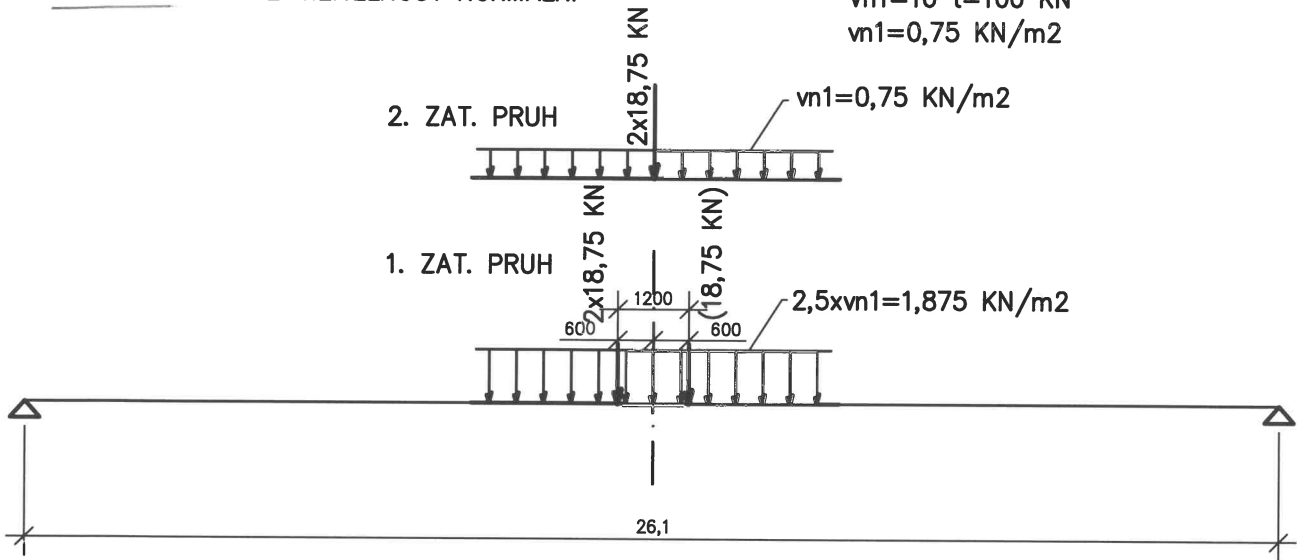 vn1=0,75 KN/m2
2x18,75 KN
vn1=0,75 KN/m2
2. ZAT. PRUH
2x18,75 KN
(18,75 KN)
1. ZAT. PRUH
1200
2,5xvn1=1,875 KN/m2
600
600
26,1